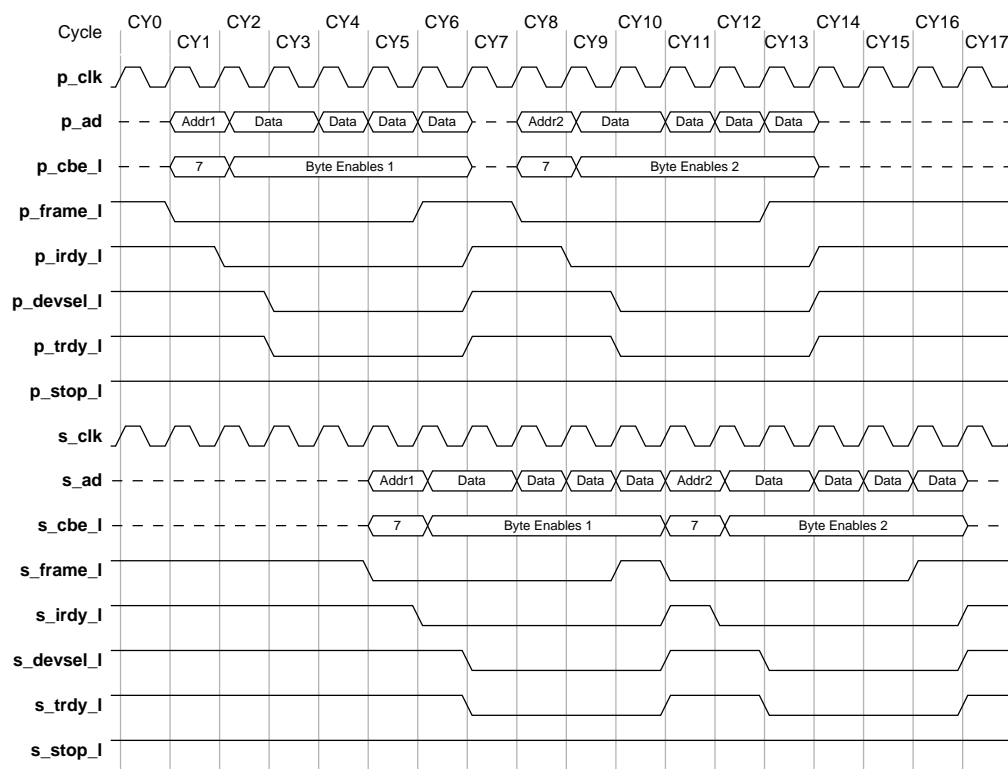 Cycle CY0 CY2 CY4 CY6 CY8 CY10 CY12 CY14 CY16
CY1 CY3 CY5 CY7 CY9 CY11 CY13 CY15 CY17
p_clk
p_ad Addr1 Data Data Data Data Addr2 Data Data Data Data
p_cbe_l 7 Byte Enables 1 7 Byte Enables 2
p_frame_l
p_irdy_l
p_devsel_l
p_trdy_l
p_stop_l
s_clk
s_ad Addr1 Data Data Data Data Addr2 Data Data Data Data
s_cbe_l 7 Byte Enables 1 7 Byte Enables 2
s_frame_l
s_irdy_l
s_devsel_l
s_trdy_l
s_stop_l